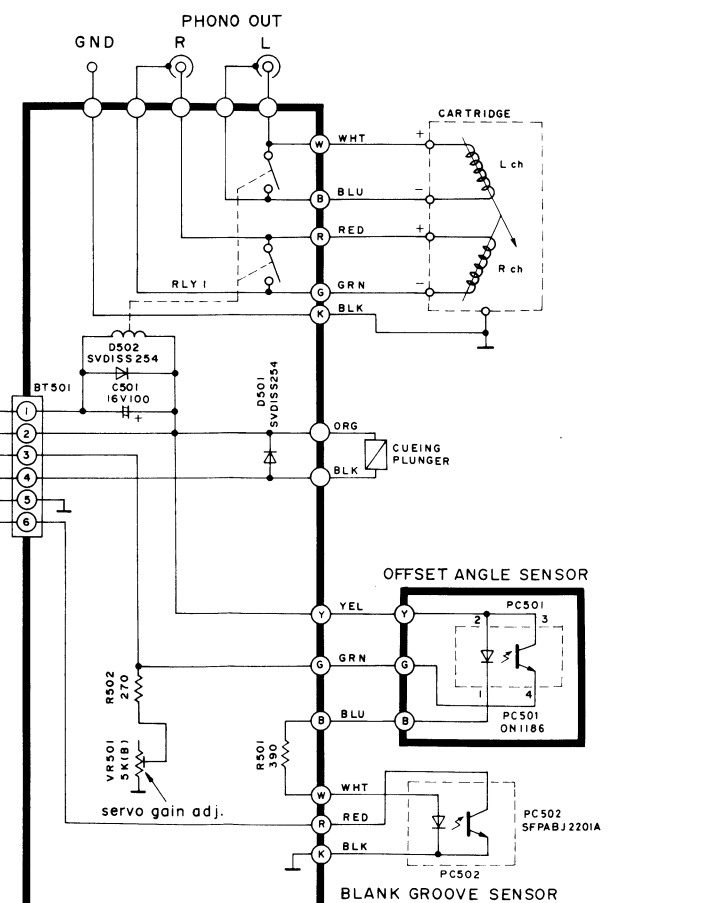 PHONO OUT
GND R L
CARTRIDGE
W WHT +
L ch
B BLU −
R RED +
R ch
RLY 1 G GRN −
K BLK
D502
SVDISS254
C501
16V100
+
BT501
D501
SVDISS254
1
2 ORG
3
CUEING
PLUNGER
4 BLK
5
6
OFFSET ANGLE SENSOR
PC501
Y YEL Y 2 3
G GRN G
1 4
R502
270
B BLU B
PC501
ON1186
R501
390
VR501
5K(B)
servo gain adj.
W WHT
R RED
PC502
SFPABJ2201A
K BLK
PC502
BLANK GROOVE SENSOR